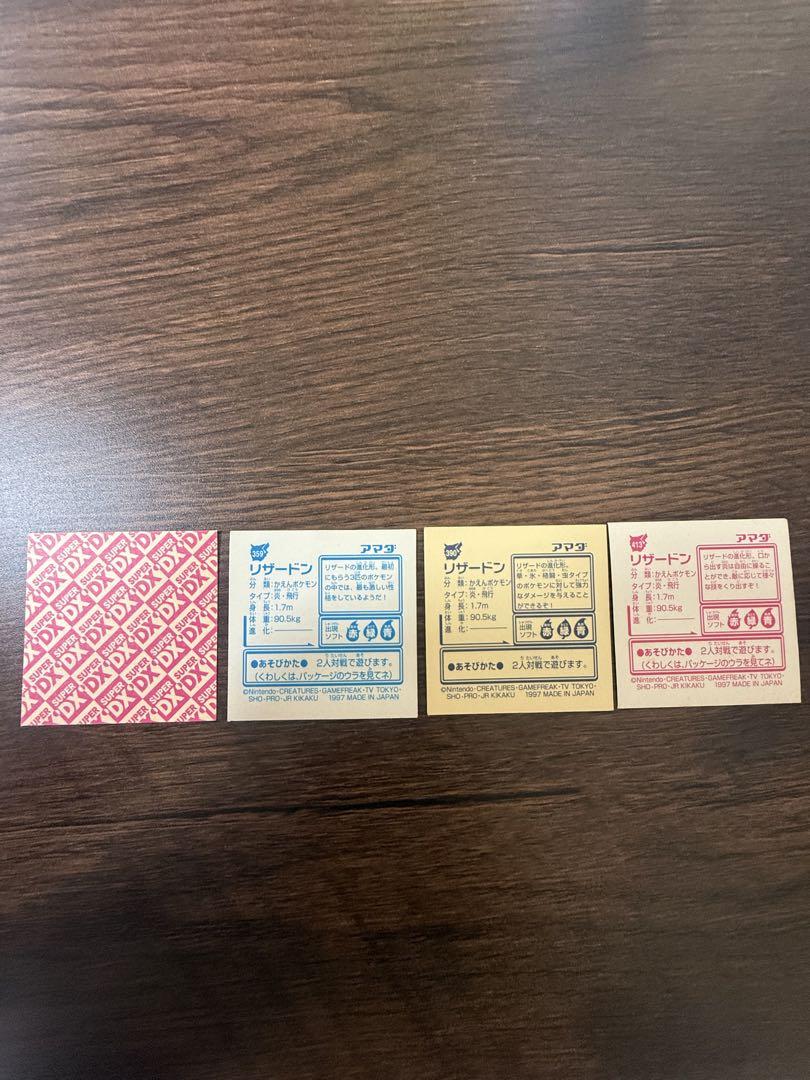 SUPER DX
359
アマダ
リザードン
分類:かえんポケモン
タイプ:炎・飛行
身長:1.7m
体重:90.5kg
進化:
リザードの進化形、最初
にもらう3匹のポケモン
の中では、最も激しい性
格をしているようだ!
出現
ソフト
赤 緑 青
●あそびかた● 2人対戦で遊びます。
(くわしくは、パッケージのウラを見てネ)
©Nintendo・CREATURES・GAMEFREAK・TV TOKYO・
SHO-PRO・JR KIKAKU 1997 MADE IN JAPAN
390
アマダ
リザードン
分類:かえんポケモン
タイプ:炎・飛行
身長:1.7m
体重:90.5kg
進化:
リザードの進化形、
草・氷・格闘・虫タイプ
のポケモンに対して強力
なダメージを与えること
ができるぞ!
出現
ソフト
赤 緑 青
●あそびかた● 2人対戦で遊びます。
©Nintendo・CREATURES・GAMEFREAK・TV TOKYO・
SHO-PRO・JR KIKAKU 1997 MADE IN JAPAN
413
アマダ
リザードン
分類:かえんポケモン
タイプ:炎・飛行
身長:1.7m
体重:90.5kg
進化:
リザードの進化形、口か
ら出す炎は自由に操るこ
とができ、敵に応じて様々
な技をくり出すぞ!
出現
ソフト
赤 緑 青
●あそびかた● 2人対戦で遊びます。
(くわしくは、パッケージのウラを見てネ)
©Nintendo・CREATURES・GAMEFREAK・TV TOKYO・
SHO-PRO・JR KIKAKU 1997 MADE IN JAPAN